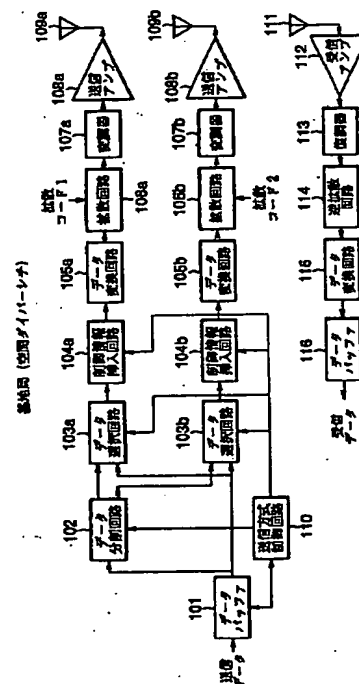 基地局 (空間ダイバーシチ)
送信
データ
101
データ
バッファ
102
データ
分割回路
110
送信方式
制御回路
103a
データ
選択回路
104a
制御情報
挿入回路
105a
データ
変換回路
拡散
コード1
拡散回路
106a
107a
変調器
108a
送信
アンプ
109a
103b
データ
選択回路
104b
制御情報
挿入回路
105b
データ
変換回路
106b
拡散回路
拡散
コード2
107b
変調器
108b
送信
アンプ
109b
111
112
受信
アンプ
113
復調器
114
逆拡散
回路
115
データ
変換回路
116
データ
バッファ
受信
データ